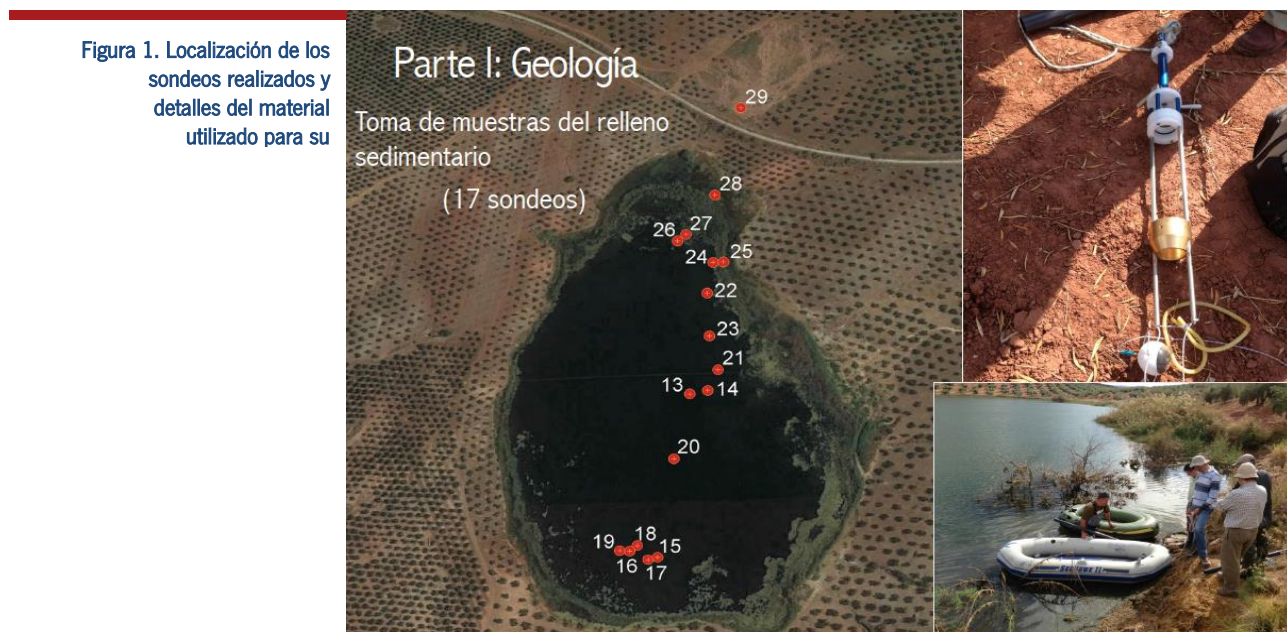 Figura 1. Localización de los
sondeos realizados y
detalles del material
utilizado para su
Parte I: Geología
Toma de muestras del relleno
sedimentario
(17 sondeos)
29
28
27
26
24
25
22
23
21
13
14
20
18
19
15
16
17